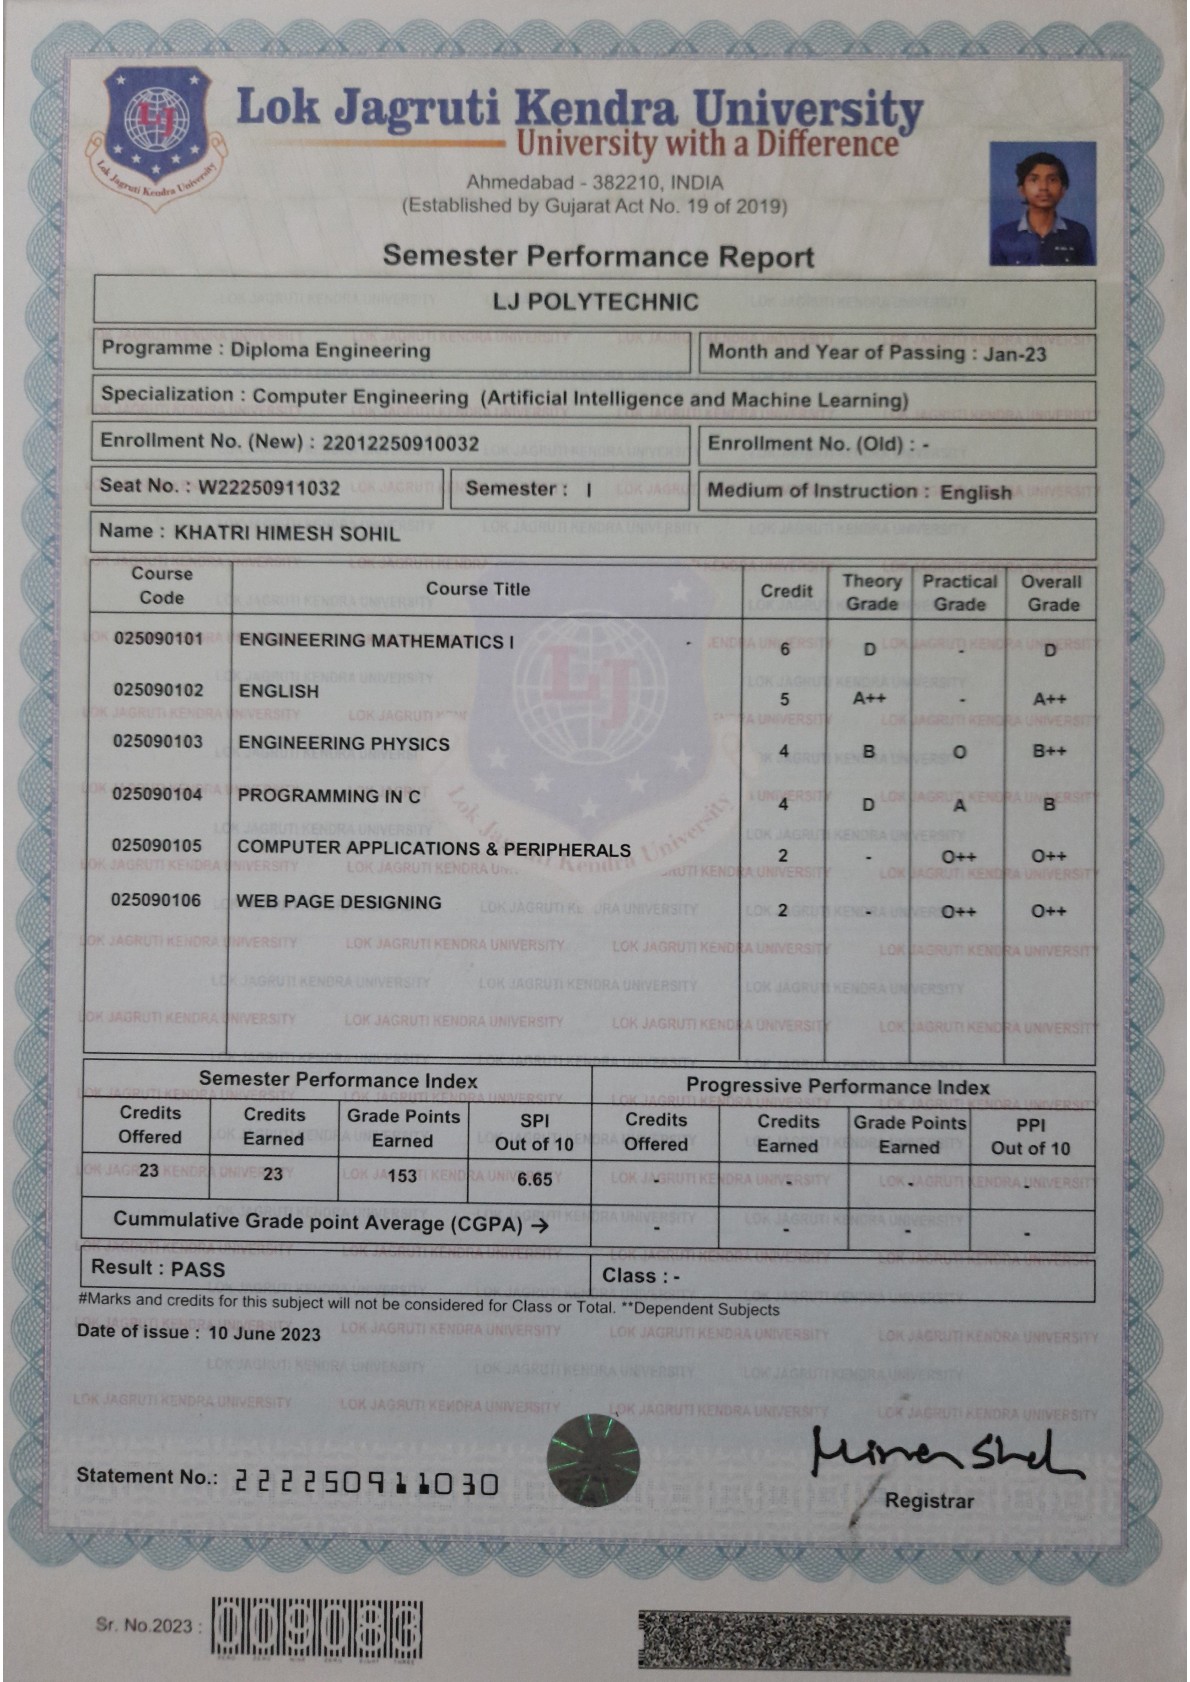 Lok Jagruti Kendra University
University with a Difference
LJ
Lok Jagruti Kendra University
Ahmedabad - 382210, INDIA
(Established by Gujarat Act No. 19 of 2019)
Semester Performance Report
LJ POLYTECHNIC
Programme : Diploma Engineering
Month and Year of Passing : Jan-23
Specialization : Computer Engineering (Artificial Intelligence and Machine Learning)
Enrollment No. (New) : 22012250910032
Enrollment No. (Old) : -
Seat No. : W22250911032
Semester : I
Medium of Instruction : English
Name : KHATRI HIMESH SOHIL
Course Code Course Title Credit Theory Grade Practical Grade Overall Grade
025090101 ENGINEERING MATHEMATICS I 6 D - D
025090102 ENGLISH 5 A++ - A++
025090103 ENGINEERING PHYSICS 4 B O B++
025090104 PROGRAMMING IN C 4 D A B
025090105 COMPUTER APPLICATIONS & PERIPHERALS 2 - O++ O++
025090106 WEB PAGE DESIGNING 2 - O++ O++
Semester Performance Index Progressive Performance Index
Credits Offered Credits Earned Grade Points Earned SPI Out of 10 Credits Offered Credits Earned Grade Points Earned PPI Out of 10
23 23 153 6.65 - - - -
Cummulative Grade point Average (CGPA) → - - - -
Result : PASS
Class : -
#Marks and credits for this subject will not be considered for Class or Total. **Dependent Subjects
Date of issue : 10 June 2023
Statement No.: 222250911030
Registrar
Sr. No.2023 :